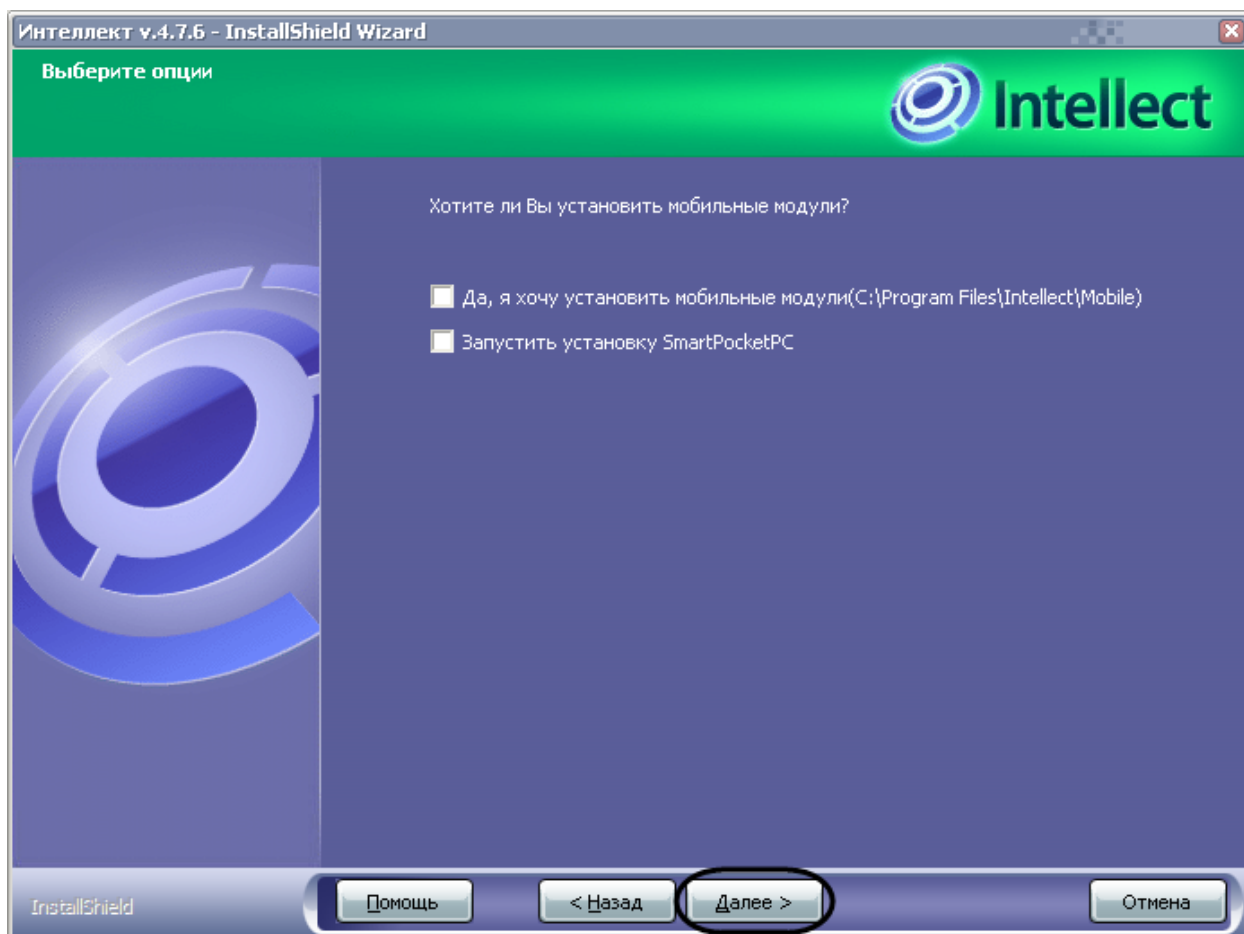 Интеллект v.4.7.6 - InstallShield Wizard
Выберите опции
Intellect
Хотите ли Вы установить мобильные модули?
Да, я хочу установить мобильные модули(C:\Program Files\Intellect\Mobile)
Запустить установку SmartPocketPC
InstallShield
Помощь
< Назад
Далее >
Отмена